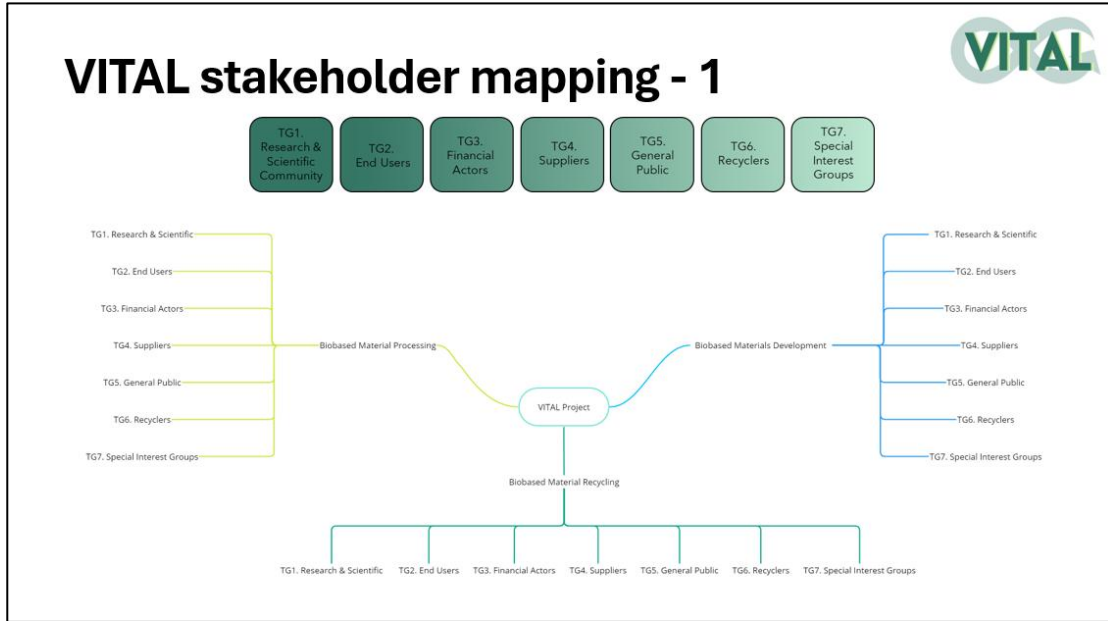 VITAL
VITAL stakeholder mapping - 1
TG1.
Research &
Scientific
Community
TG2.
End Users
TG3.
Financial
Actors
TG4.
Suppliers
TG5.
General
Public
TG6.
Recyclers
TG7.
Special
Interest
Groups
TG1. Research & Scientific
TG2. End Users
TG3. Financial Actors
TG4. Suppliers
TG5. General Public
TG6. Recyclers
TG7. Special Interest Groups
Biobased Material Processing
VITAL Project
Biobased Materials Development
TG1. Research & Scientific
TG2. End Users
TG3. Financial Actors
TG4. Suppliers
TG5. General Public
TG6. Recyclers
TG7. Special Interest Groups
Biobased Material Recycling
TG1. Research & Scientific
TG2. End Users
TG3. Financial Actors
TG4. Suppliers
TG5. General Public
TG6. Recyclers
TG7. Special Interest Groups